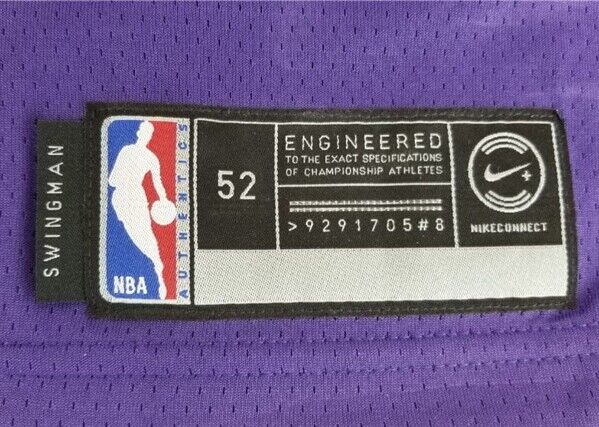 SWINGMAN
NBA
AUTHENTICS
52
ENGINEERED
TO THE EXACT SPECIFICATIONS
OF CHAMPIONSHIP ATHLETES
>9291705#8
NIKECONNECT